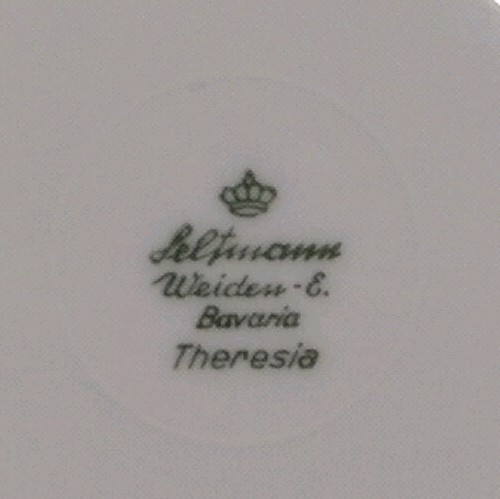 Seltmann
Weiden-E.
Bavaria
Theresia